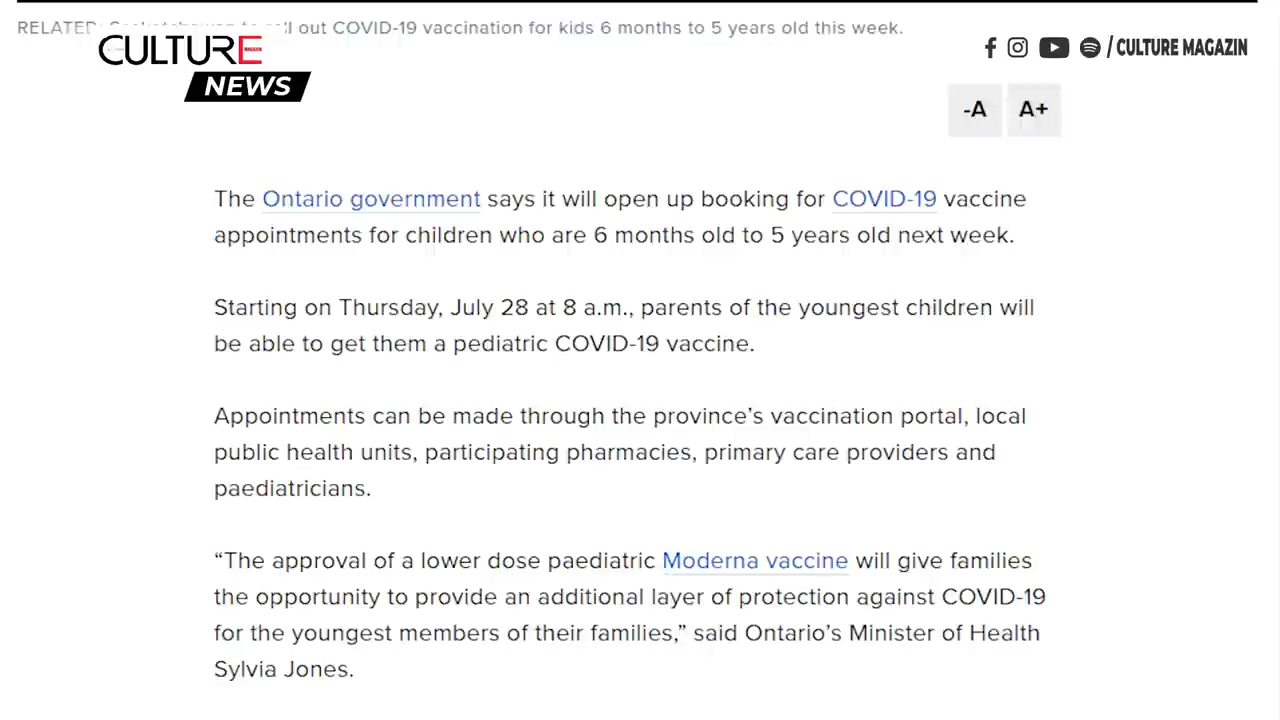 RELATED: Saskatchewan to roll out COVID-19 vaccination for kids 6 months to 5 years old this week.
CULTURE
NEWS
/CULTURE MAGAZIN
-A A+
The Ontario government says it will open up booking for COVID-19 vaccine
appointments for children who are 6 months old to 5 years old next week.
Starting on Thursday, July 28 at 8 a.m., parents of the youngest children will
be able to get them a pediatric COVID-19 vaccine.
Appointments can be made through the province’s vaccination portal, local
public health units, participating pharmacies, primary care providers and
paediatricians.
“The approval of a lower dose paediatric Moderna vaccine will give families
the opportunity to provide an additional layer of protection against COVID-19
for the youngest members of their families,” said Ontario’s Minister of Health
Sylvia Jones.